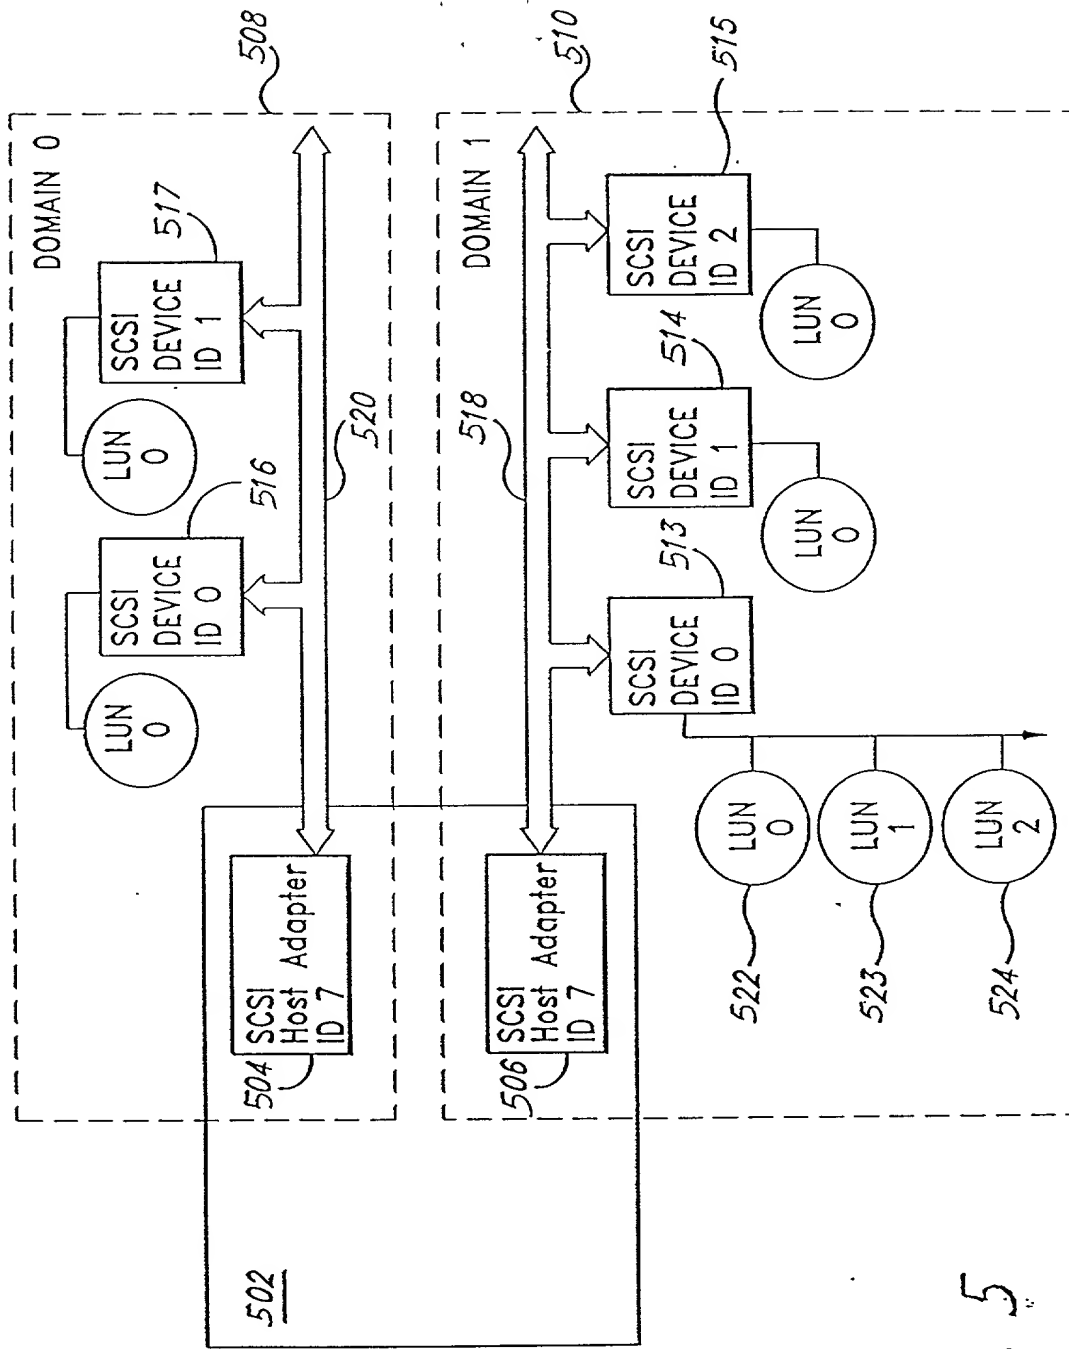 DOMAIN 0
508
LUN
0
SCSI
DEVICE
ID 0
516
LUN
0
SCSI
DEVICE
ID 1
517
502
504
SCSI
Host Adapter
ID 7
520
DOMAIN 1
510
506
SCSI
Host Adapter
ID 7
518
SCSI
DEVICE
ID 0
513
SCSI
DEVICE
ID 1
514
SCSI
DEVICE
ID 2
515
522
LUN
0
LUN
0
LUN
0
523
LUN
1
524
LUN
2
5